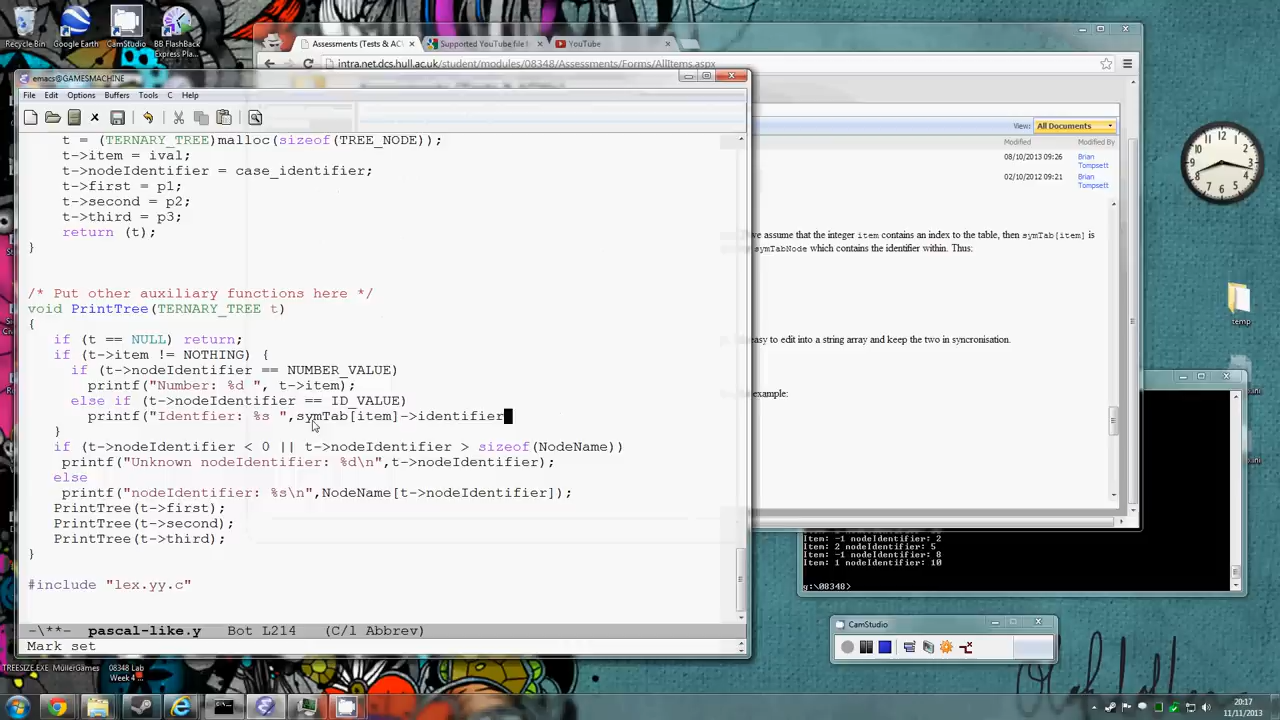 Recycle Bin
Google Earth
CamStudio
BB FlashBack
Express Pla...
Assessments (Tests & AC
Supported YouTube file f
YouTube
intra.net.dcs.hull.ac.uk/student/modules/08348/Assessments/Forms/AllItems.aspx
emacs@GAMESMACHINE
File Edit Options Buffers Tools C Help
t = (TERNARY_TREE)malloc(sizeof(TREE_NODE));
t->item = ival;
t->nodeIdentifier = case_identifier;
t->first = p1;
t->second = p2;
t->third = p3;
return (t);
}
/* Put other auxiliary functions here */
void PrintTree(TERNARY_TREE t)
{
if (t == NULL) return;
if (t->item != NOTHING) {
if (t->nodeIdentifier == NUMBER_VALUE)
printf("Number: %d ", t->item);
else if (t->nodeIdentifier == ID_VALUE)
printf("Identfier: %s ",symTab[item]->identifier
}
if (t->nodeIdentifier < 0 || t->nodeIdentifier > sizeof(NodeName))
printf("Unknown nodeIdentifier: %d\n",t->nodeIdentifier);
else
printf("nodeIdentifier: %s\n",NodeName[t->nodeIdentifier]);
PrintTree(t->first);
PrintTree(t->second);
PrintTree(t->third);
}
#include "lex.yy.c"
-\**- pascal-like.y Bot L214 (C/l Abbrev)
Mark set
View: All Documents
Modified Modified By
08/10/2013 09:26 Brian
Tompsett
02/10/2012 09:21 Brian
Tompsett
we assume that the integer item contains an index to the table, then symTab[item] is
symTabNode which contains the identifier within. Thus:
easy to edit into a string array and keep the two in syncronisation.
the example:
temp
Item: -1 nodeIdentifier: 2
Item: 2 nodeIdentifier: 5
Item: -1 nodeIdentifier: 8
Item: 1 nodeIdentifier: 10
g:\08348>
CamStudio
TREESIZE.EXE
MüllerGames
08348 Lab
Week 4
20:17
11/11/2013